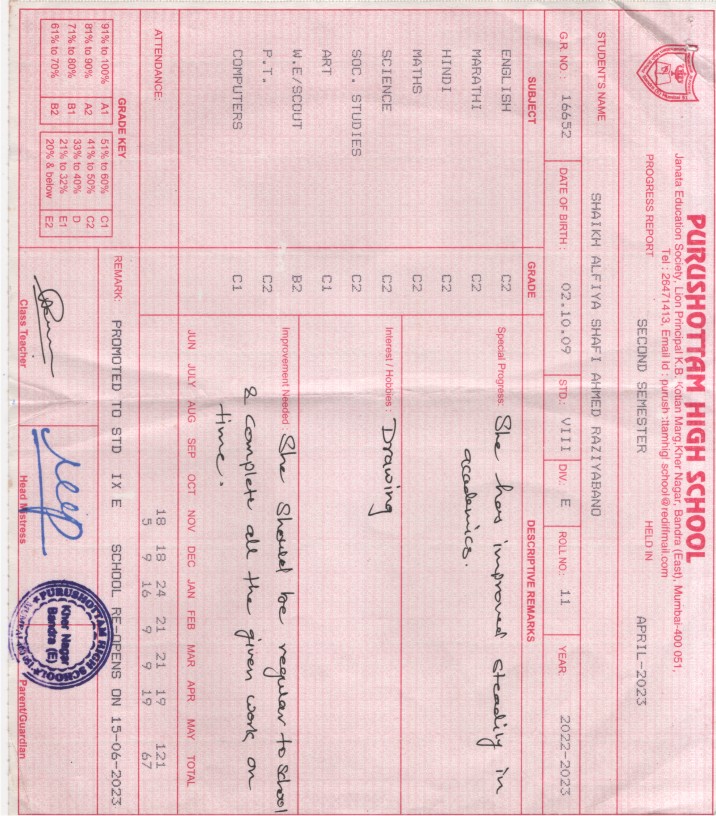 PURUSHOTTAM HIGH SCHOOL
Janata Education Society, Lion Principal K.B. Kotian Marg, Kher Nagar, Bandra (East), Mumbai-400 051,
Tel : 26471413, Email Id : purush ttamhigh school@rediffmail.com
PROGRESS REPORT SECOND SEMESTER HELD IN APRIL-2023
STUDENT'S NAME SHAIKH ALFIYA SHAFI AHMED RAZIYABANO
G.R. NO.: 16652 DATE OF BIRTH : 02.10.09 STD.: VIII DIV.: E ROLL NO.: 11 YEAR 2022-2023
SUBJECT GRADE DESCRIPTIVE REMARKS
ENGLISH C2
MARATHI C2
HINDI C2
MATHS C2
SCIENCE C2
SOC. STUDIES C2
ART C1
W.E/SCOUT B2
P.T. C2
COMPUTERS C1
Special Progress: She has improved steadily in
academics.
Interest / Hobbies : Drawing
Improvement Needed : She should be regular to school
& complete all the given work on
time.
ATTENDANCE:
JUN JULY AUG SEP OCT NOV DEC JAN FEB MAR APR MAY TOTAL
18 18 24 21 21 19 121
5 9 16 9 9 19 67
REMARK: PROMOTED TO STD IX E SCHOOL RE-OPENS ON 15-06-2023
GRADE KEY
91% to 100% A1 51% to 60% C1
81% to 90% A2 41% to 50% C2
71% to 80% B1 33% to 40% D
61% to 70% B2 21% to 32% E1
20% & below E2
Class Teacher Head Mistress Parent/Guardian
PURUSHOTTAM HIGH SCHOOL
Kher Nagar
Bandra (E)